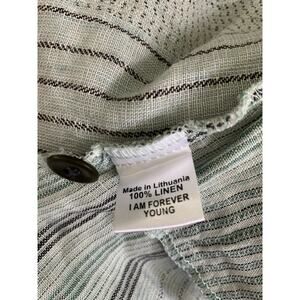 Made in Lithuania
100% LINEN
I AM FOREVER
YOUNG